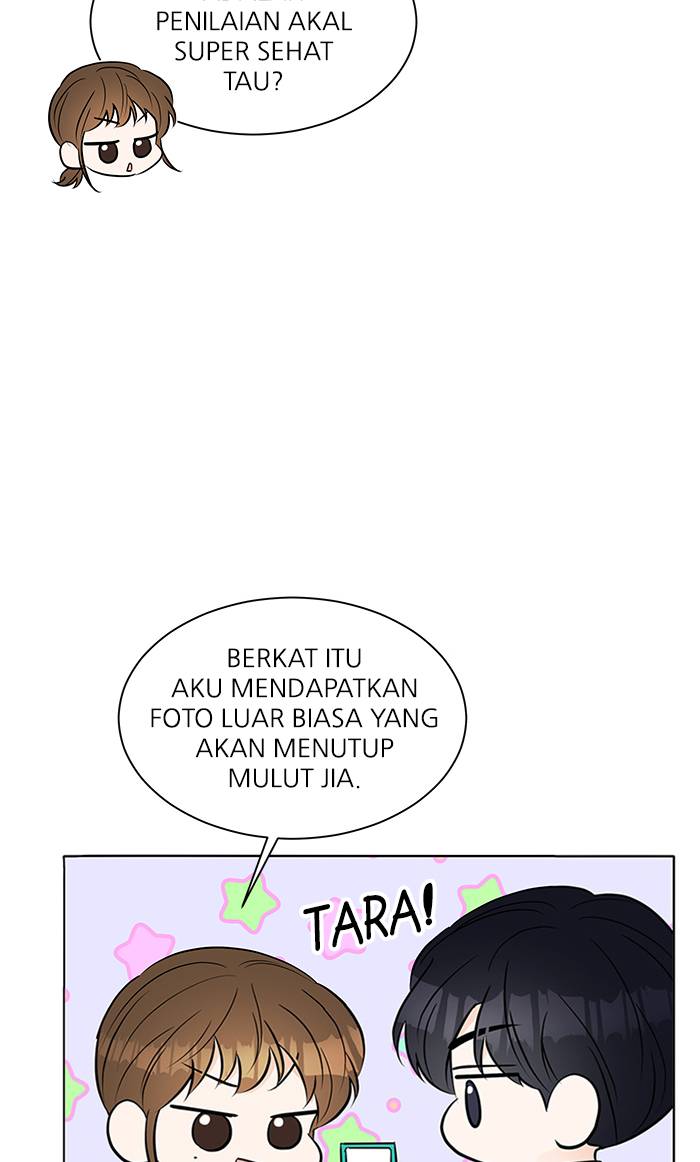 PENILAIAN AKAL
SUPER SEHAT
TAU?
BERKAT ITU
AKU MENDAPATKAN
FOTO LUAR BIASA YANG
AKAN MENUTUP
MULUT JIA.
TARA!